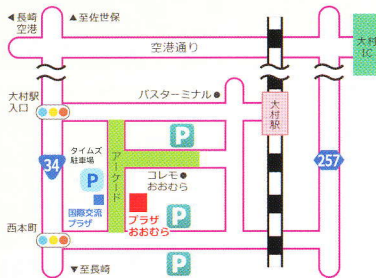 ◀長崎
空港
▲至佐世保
空港通り
大村
IC
大村駅
入口
バスターミナル●
大村駅
タイムズ
駐車場
P
P
アーケード
34
257
コレモ
おおむら
国際交流
プラザ
プラザ
おおむら
P
西本町
▼至長崎
P